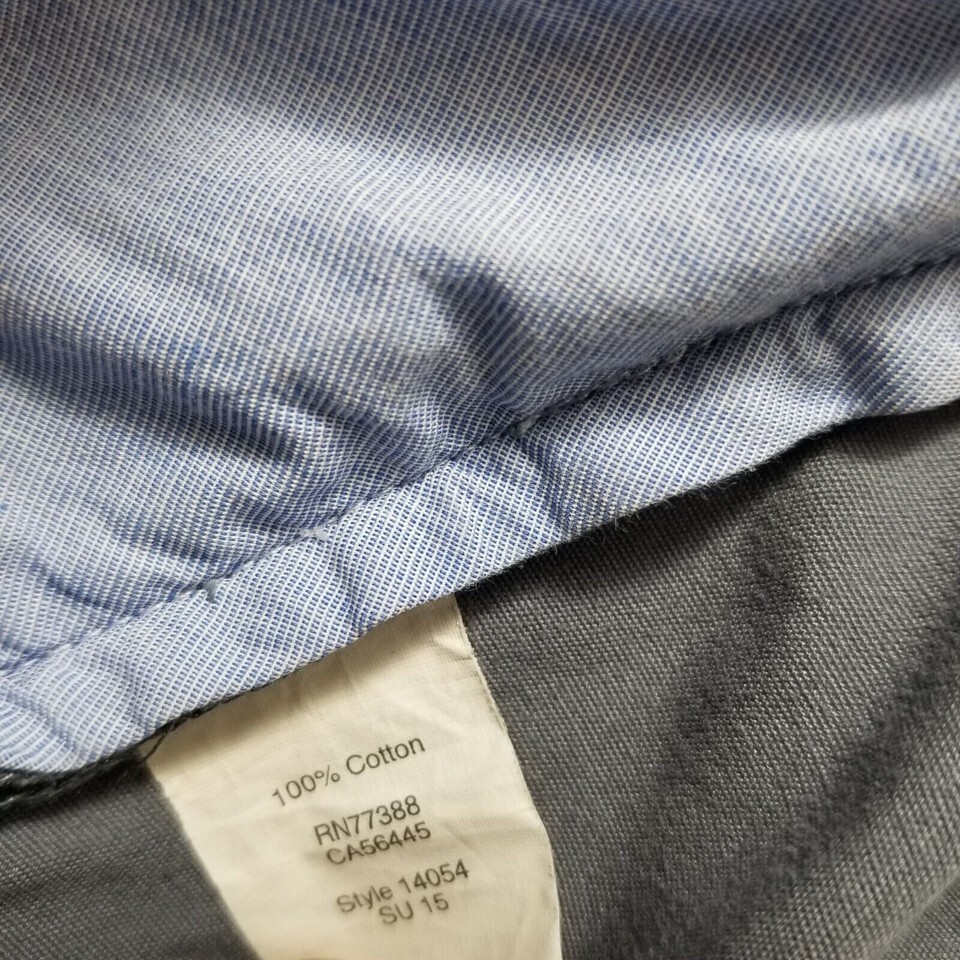 100% Cotton
RN77388
CA56445
Style 14054
SU 15